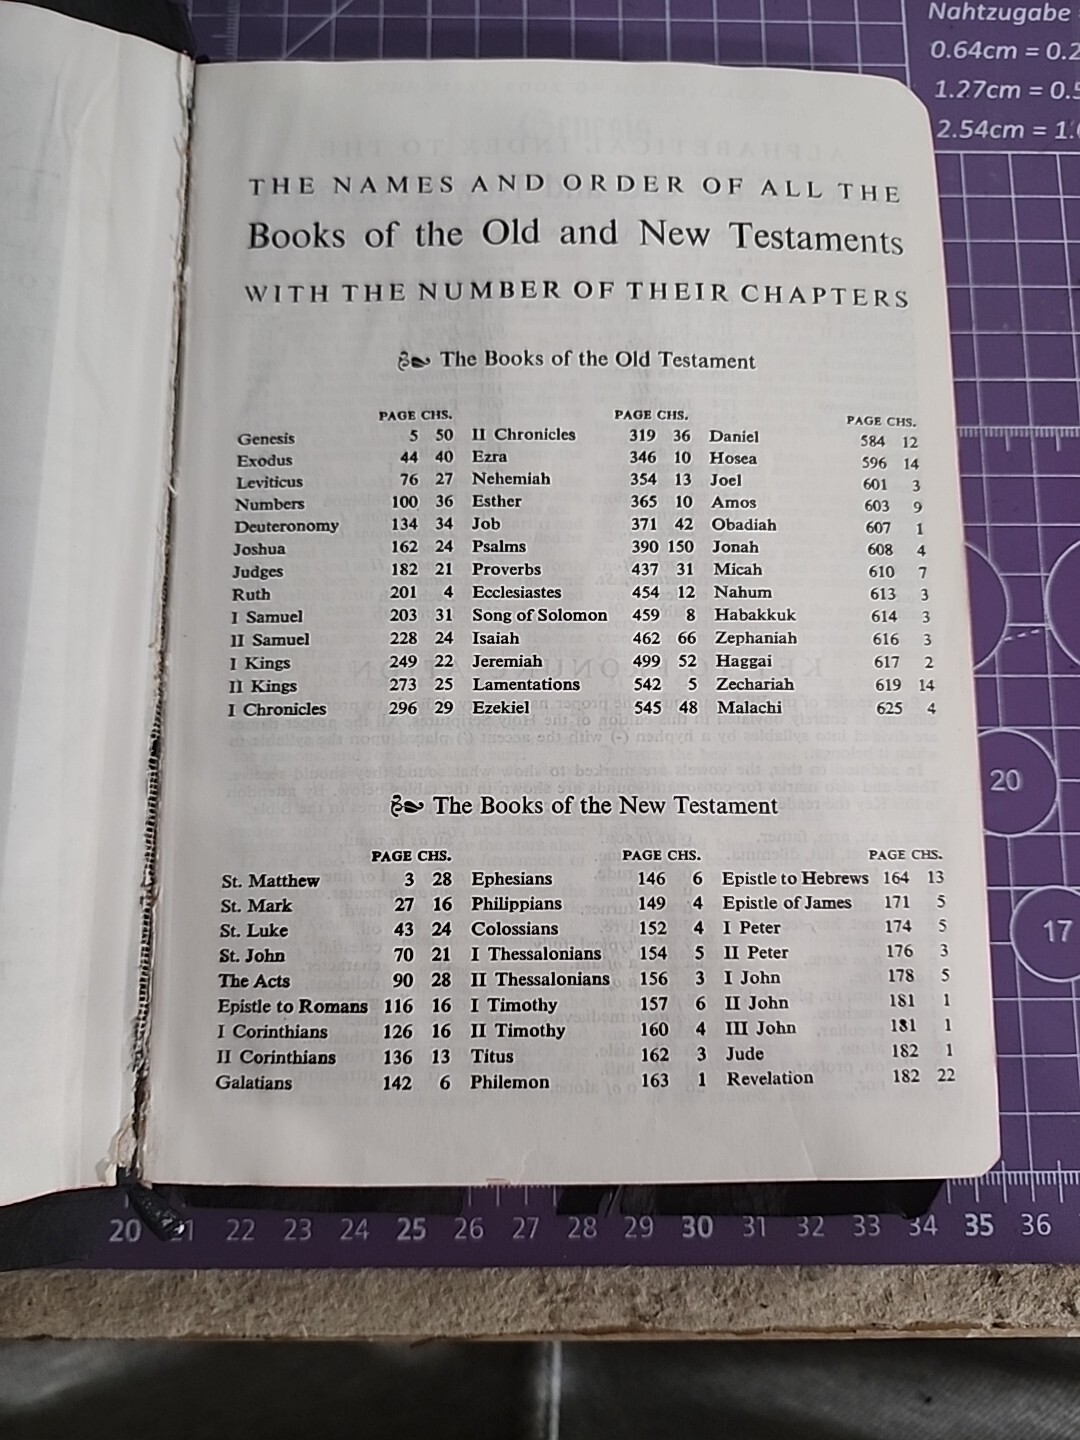 Nahtzugabe
0.64cm = 0.2
1.27cm = 0.5
2.54cm = 1.
THE NAMES AND ORDER OF ALL THE
Books of the Old and New Testaments
WITH THE NUMBER OF THEIR CHAPTERS
The Books of the Old Testament
PAGE CHS. PAGE CHS. PAGE CHS.
Genesis 5 50 II Chronicles 319 36 Daniel 584 12
Exodus 44 40 Ezra 346 10 Hosea 596 14
Leviticus 76 27 Nehemiah 354 13 Joel 601 3
Numbers 100 36 Esther 365 10 Amos 603 9
Deuteronomy 134 34 Job 371 42 Obadiah 607 1
Joshua 162 24 Psalms 390 150 Jonah 608 4
Judges 182 21 Proverbs 437 31 Micah 610 7
Ruth 201 4 Ecclesiastes 454 12 Nahum 613 3
I Samuel 203 31 Song of Solomon 459 8 Habakkuk 614 3
II Samuel 228 24 Isaiah 462 66 Zephaniah 616 3
I Kings 249 22 Jeremiah 499 52 Haggai 617 2
II Kings 273 25 Lamentations 542 5 Zechariah 619 14
I Chronicles 296 29 Ezekiel 545 48 Malachi 625 4
The Books of the New Testament
PAGE CHS. PAGE CHS. PAGE CHS.
St. Matthew 3 28 Ephesians 146 6 Epistle to Hebrews 164 13
St. Mark 27 16 Philippians 149 4 Epistle of James 171 5
St. Luke 43 24 Colossians 152 4 I Peter 174 5
St. John 70 21 I Thessalonians 154 5 II Peter 176 3
The Acts 90 28 II Thessalonians 156 3 I John 178 5
Epistle to Romans 116 16 I Timothy 157 6 II John 181 1
I Corinthians 126 16 II Timothy 160 4 III John 181 1
II Corinthians 136 13 Titus 162 3 Jude 182 1
Galatians 142 6 Philemon 163 1 Revelation 182 22
20
17
20 21 22 23 24 25 26 27 28 29 30 31 32 33 34 35 36